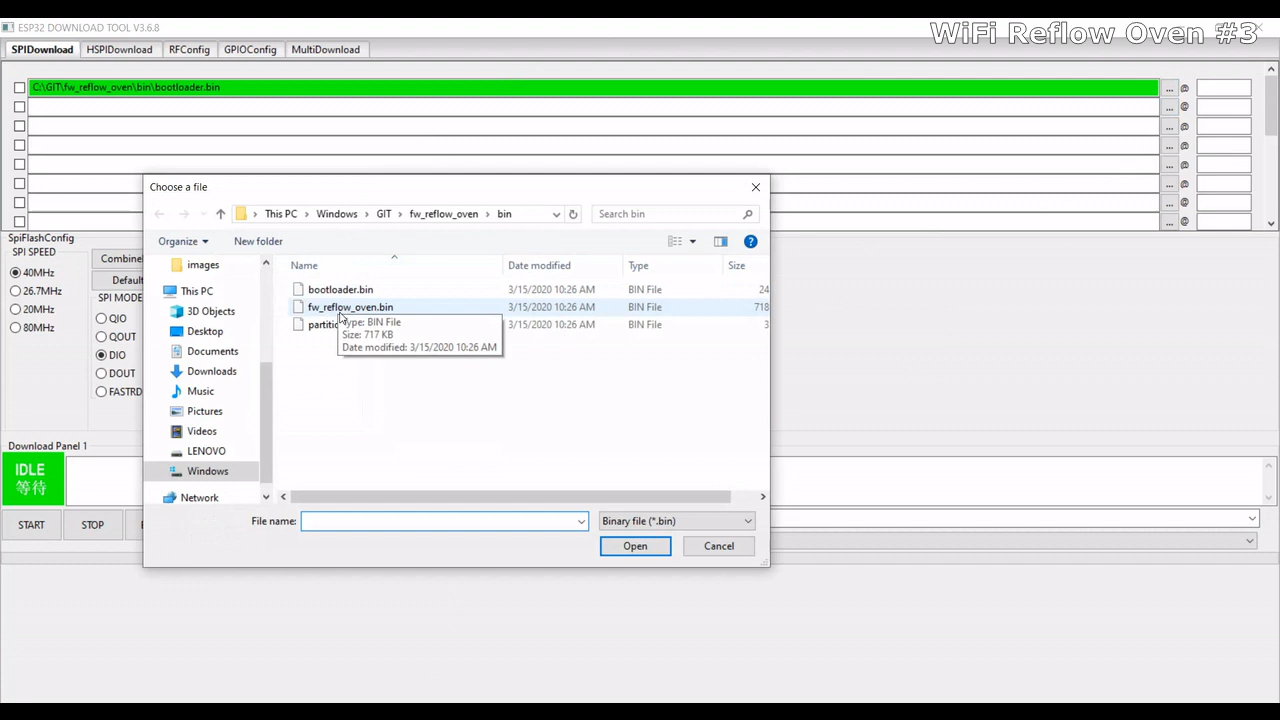 ESP32 DOWNLOAD TOOL V3.6.8
WiFi Reflow Oven #3
SPIDownload HSPIDownload RFConfig GPIOConfig MultiDownload
C:\GIT\fw_reflow_oven\bin\bootloader.bin ... @
... @
... @
... @
... @
... @
... @
... @
Choose a file
This PC > Windows > GIT > fw_reflow_oven > bin
Search bin
Organize
New folder
images
This PC
3D Objects
Desktop
Documents
Downloads
Music
Pictures
Videos
LENOVO
Windows
Network
Name Date modified Type Size
bootloader.bin 3/15/2020 10:26 AM BIN File 24
fw_reflow_oven.bin 3/15/2020 10:26 AM BIN File 718
3/15/2020 10:26 AM BIN File 3
Type: BIN File
Size: 717 KB
Date modified: 3/15/2020 10:26 AM
File name:
Binary file (*.bin)
Open Cancel
SpiFlashConfig
SPI SPEED
40MHz
26.7MHz
20MHz
80MHz
Combine
Default
SPI MODE
QIO
QOUT
DIO
DOUT
FASTRD
Download Panel 1
IDLE
等待
START STOP